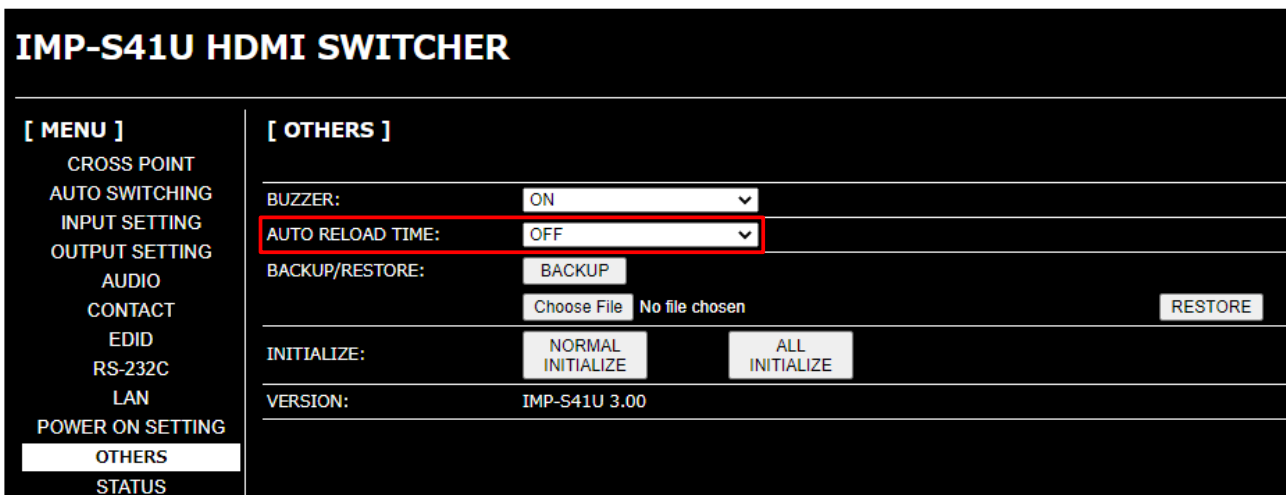 IMP-S41U HDMI SWITCHER
[ MENU ]
CROSS POINT
AUTO SWITCHING
INPUT SETTING
OUTPUT SETTING
AUDIO
CONTACT
EDID
RS-232C
LAN
POWER ON SETTING
OTHERS
STATUS
[ OTHERS ]
BUZZER: ON
AUTO RELOAD TIME: OFF
BACKUP/RESTORE: BACKUP
Choose File No file chosen RESTORE
INITIALIZE: NORMAL INITIALIZE ALL INITIALIZE
VERSION: IMP-S41U 3.00